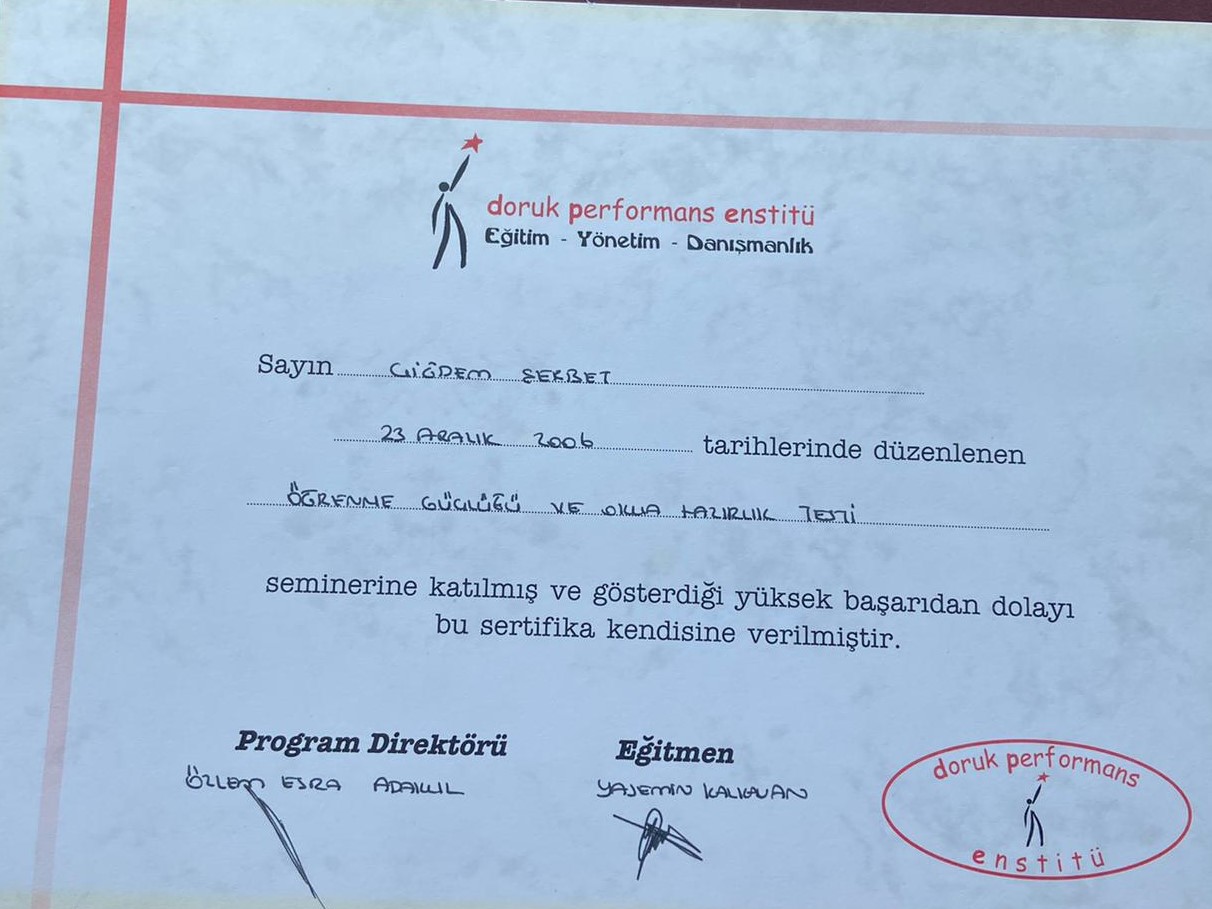 doruk performans enstitü
Eğitim - Yönetim - Danışmanlık
Sayın ÇİĞDEM ŞEKBET
23 ARALIK 2006 tarihlerinde düzenlenen
ÖĞRENME GÜÇLÜĞÜ VE OKULA HAZIRLIK TESTİ
seminerine katılmış ve gösterdiği yüksek başarıdan dolayı
bu sertifika kendisine verilmiştir.
Program Direktörü Eğitmen
ÖZLEM ESRA YASEMİN KALKAVAN
doruk performans
enstitü